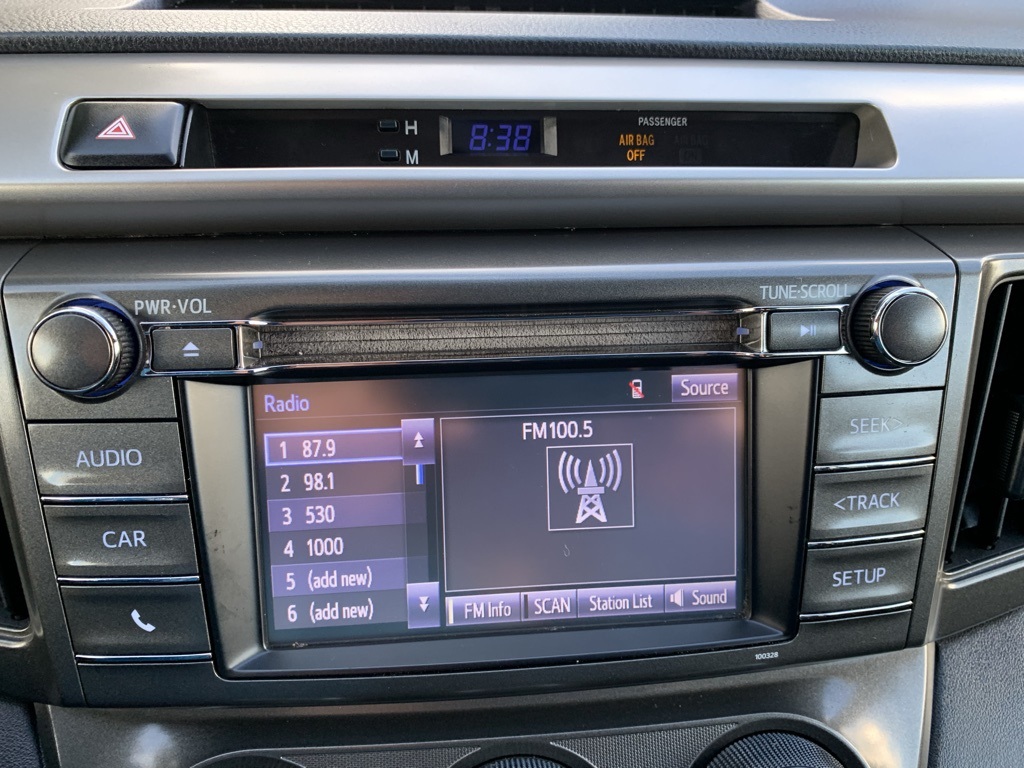 PASSENGER
H
8:38
AIR BAG
OFF
M
PWR·VOL
TUNE·SCROLL
Radio
Source
FM100.5
1 87.9
2 98.1
3 530
4 1000
5 (add new)
6 (add new)
FM Info
SCAN
Station List
Sound
AUDIO
CAR
SEEK>
<TRACK
SETUP
100328